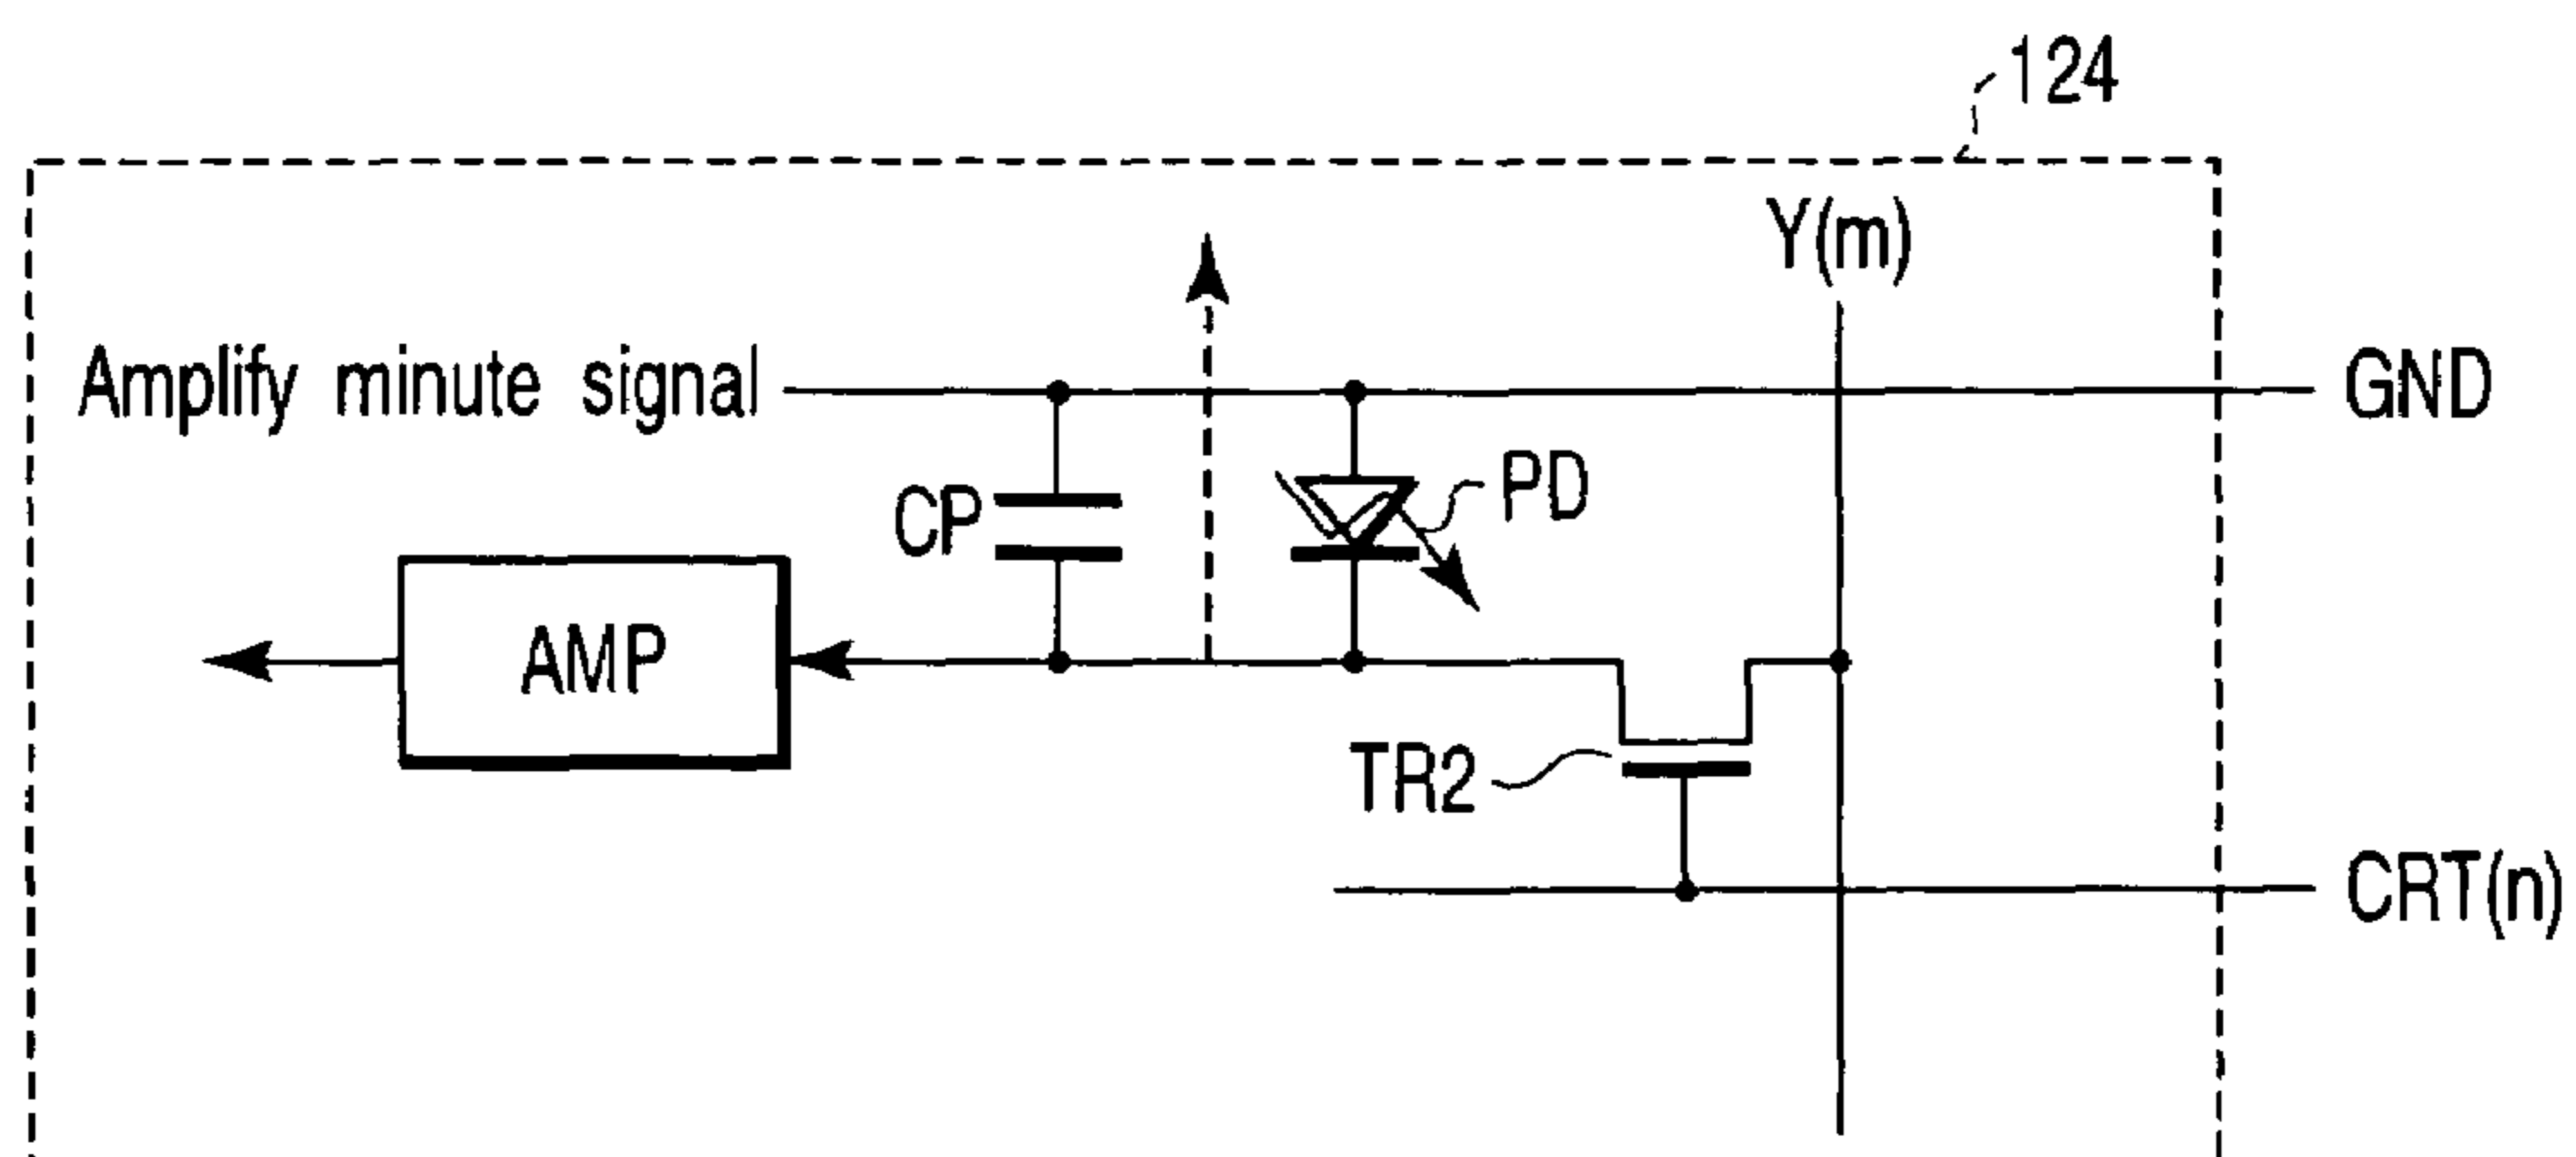 124
Y(m)
Amplify minute signal
GND
CP
PD
AMP
TR2
CRT(n)